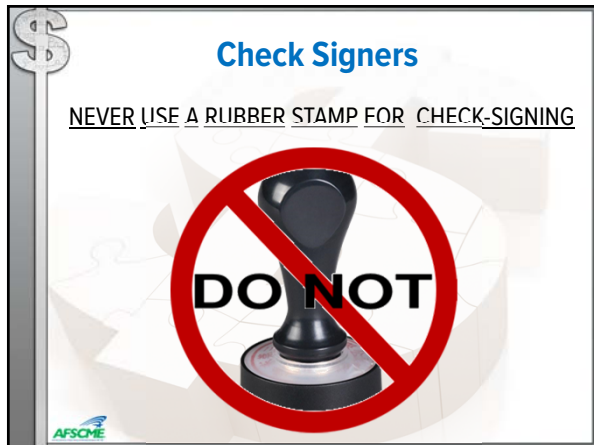 $
Check Signers
NEVER USE A RUBBER STAMP FOR CHECK-SIGNING
DO NOT
AFSCME